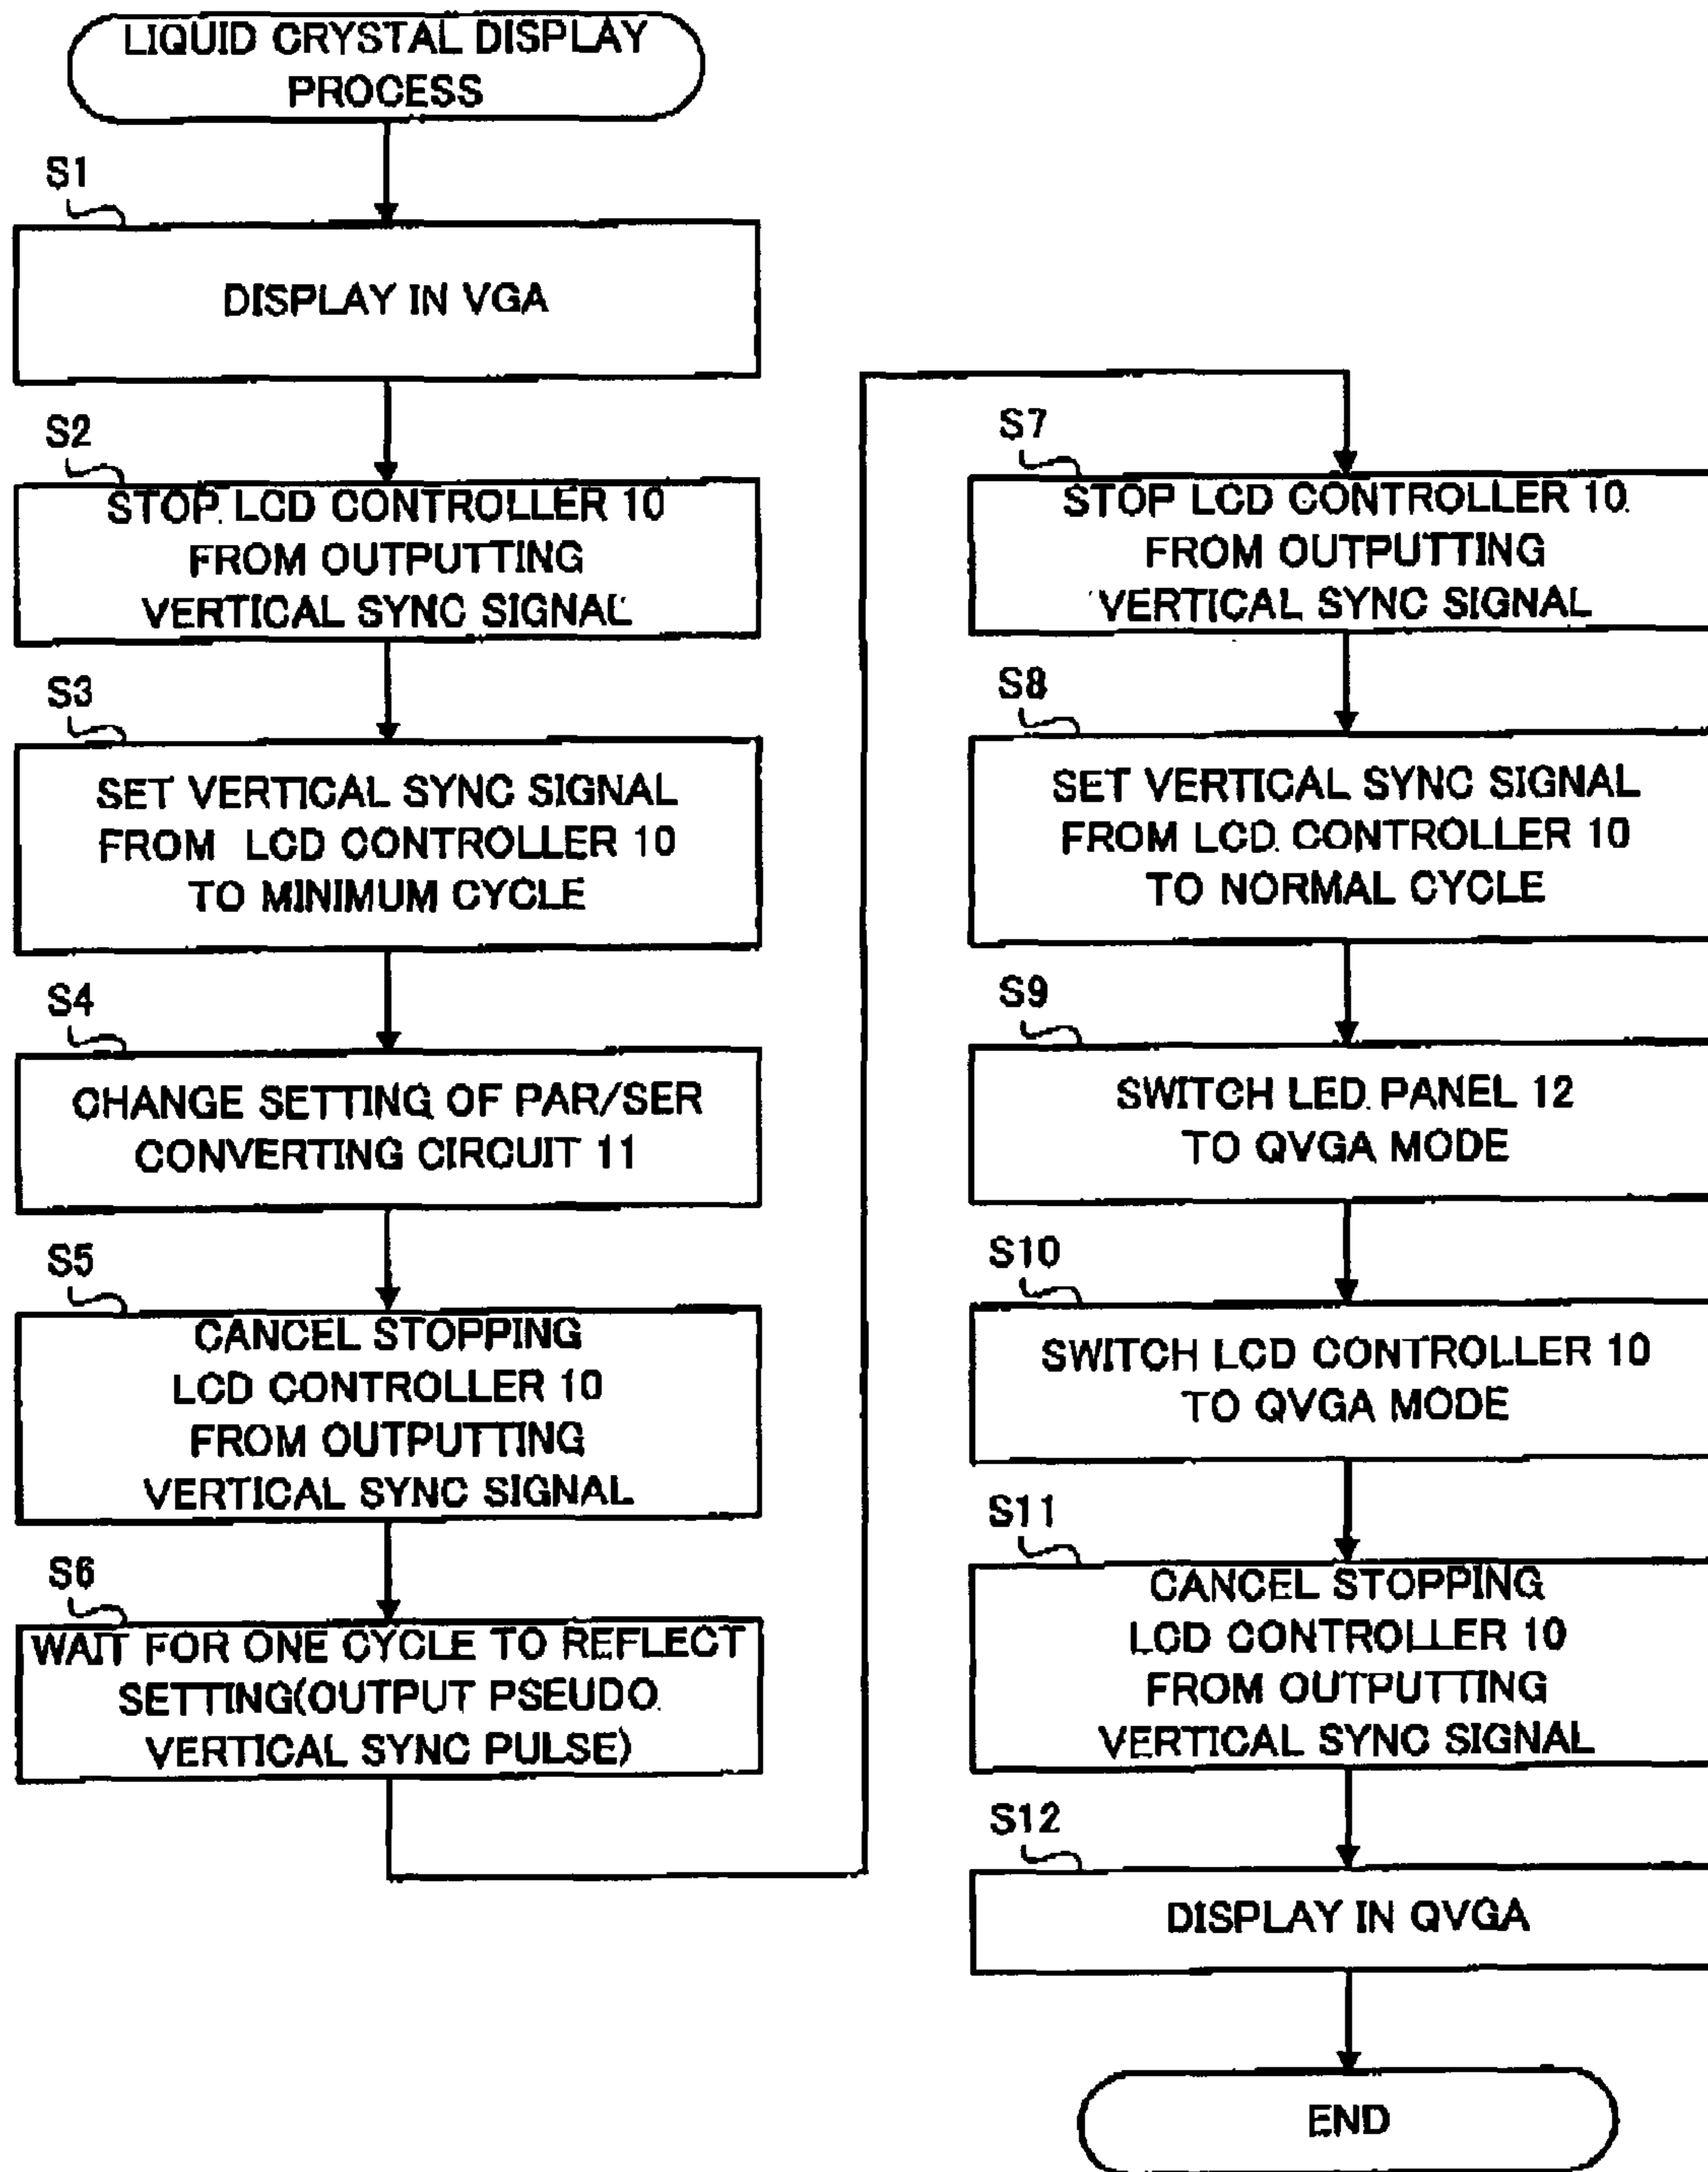 LIQUID CRYSTAL DISPLAY
PROCESS
S1
DISPLAY IN VGA
S2
STOP LCD CONTROLLER 10
FROM OUTPUTTING
VERTICAL SYNC SIGNAL
S3
SET VERTICAL SYNC SIGNAL
FROM LCD CONTROLLER 10
TO MINIMUM CYCLE
S4
CHANGE SETTING OF PAR/SER
CONVERTING CIRCUIT 11
S5
CANCEL STOPPING
LCD CONTROLLER 10
FROM OUTPUTTING
VERTICAL SYNC SIGNAL
S6
WAIT FOR ONE CYCLE TO REFLECT
SETTING(OUTPUT PSEUDO
VERTICAL SYNC PULSE)
S7
STOP LCD CONTROLLER 10
FROM OUTPUTTING
VERTICAL SYNC SIGNAL
S8
SET VERTICAL SYNC SIGNAL
FROM LCD CONTROLLER 10
TO NORMAL CYCLE
S9
SWITCH LED PANEL 12
TO QVGA MODE
S10
SWITCH LCD CONTROLLER 10
TO QVGA MODE
S11
CANCEL STOPPING
LCD CONTROLLER 10
FROM OUTPUTTING
VERTICAL SYNC SIGNAL
S12
DISPLAY IN QVGA
END